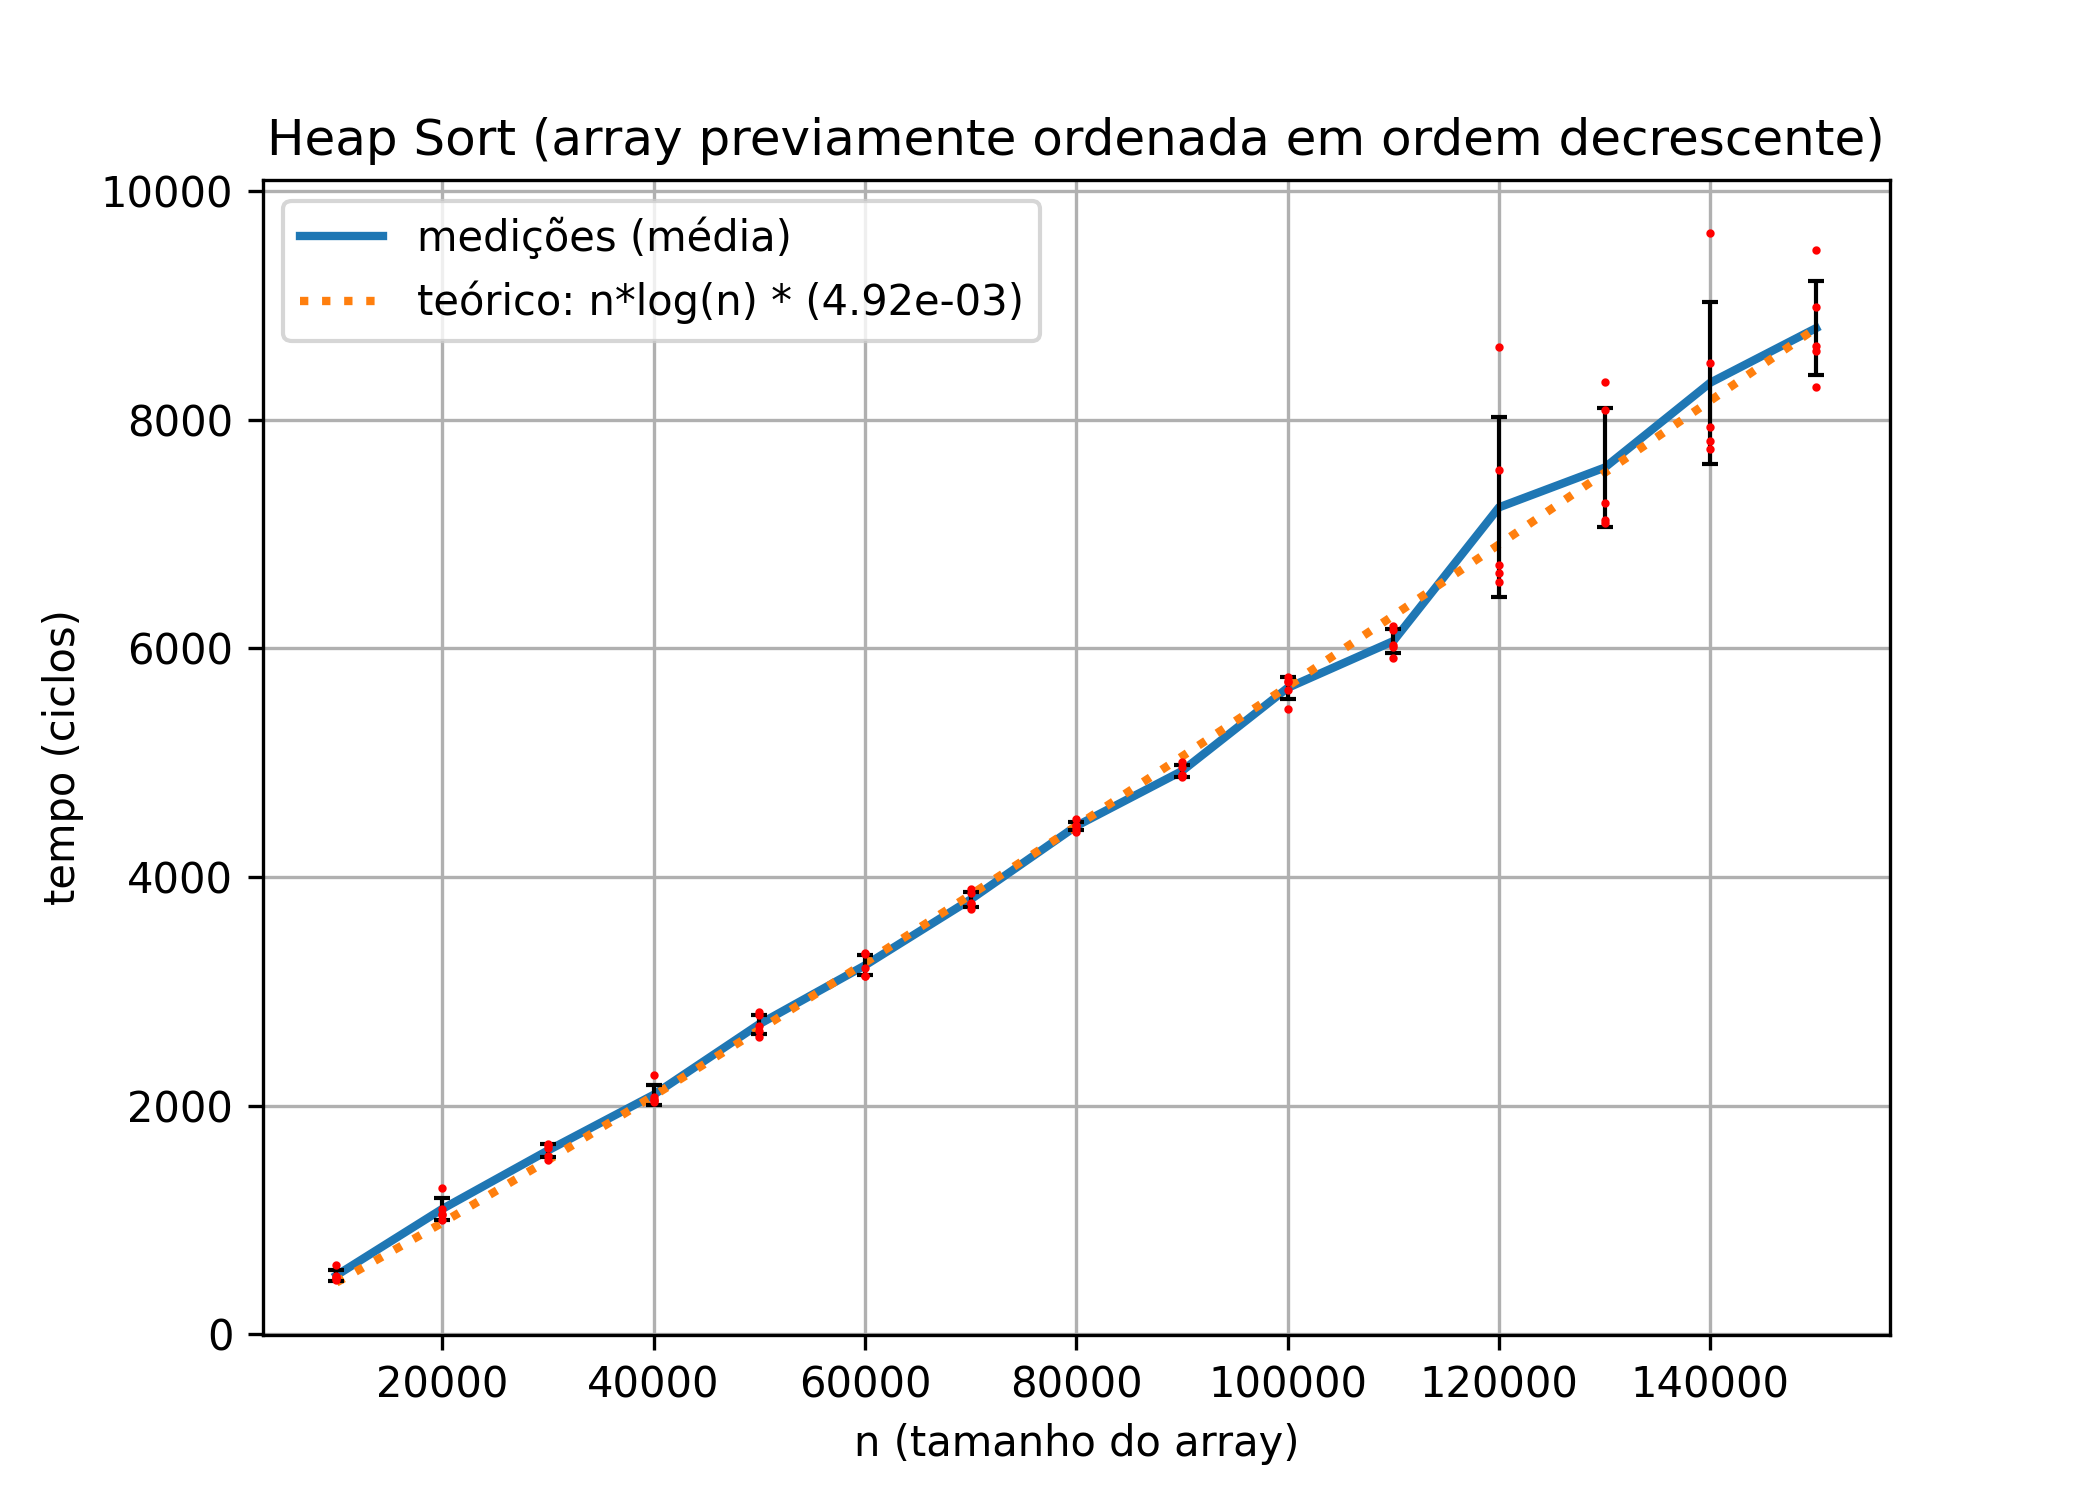 Heap Sort (array previamente ordenada em ordem decrescente)
10000
8000
6000
4000
2000
0
medições (média)
teórico: n*log(n) * (4.92e-03)
tempo (ciclos)
20000 40000 60000 80000 100000 120000 140000
n (tamanho do array)